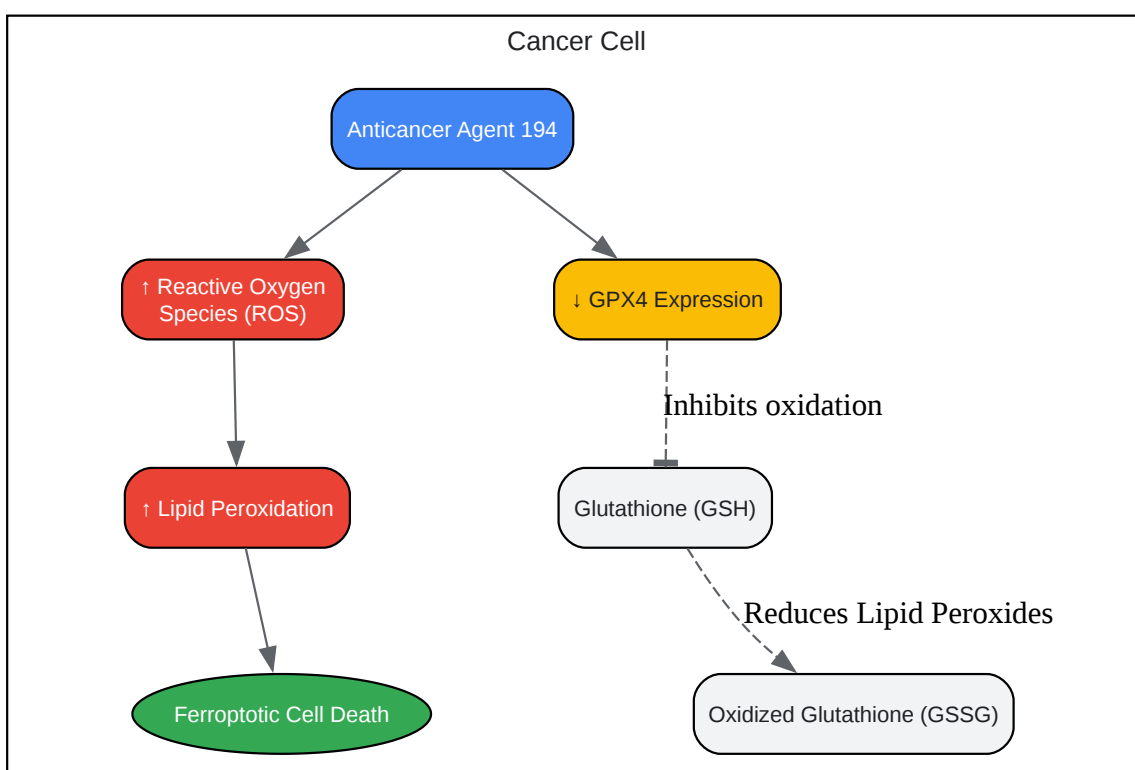 Cancer Cell
Anticancer Agent 194
↑ Reactive Oxygen
Species (ROS)
↓ GPX4 Expression
Inhibits oxidation
↑ Lipid Peroxidation
Glutathione (GSH)
Reduces Lipid Peroxides
Ferroptotic Cell Death
Oxidized Glutathione (GSSG)